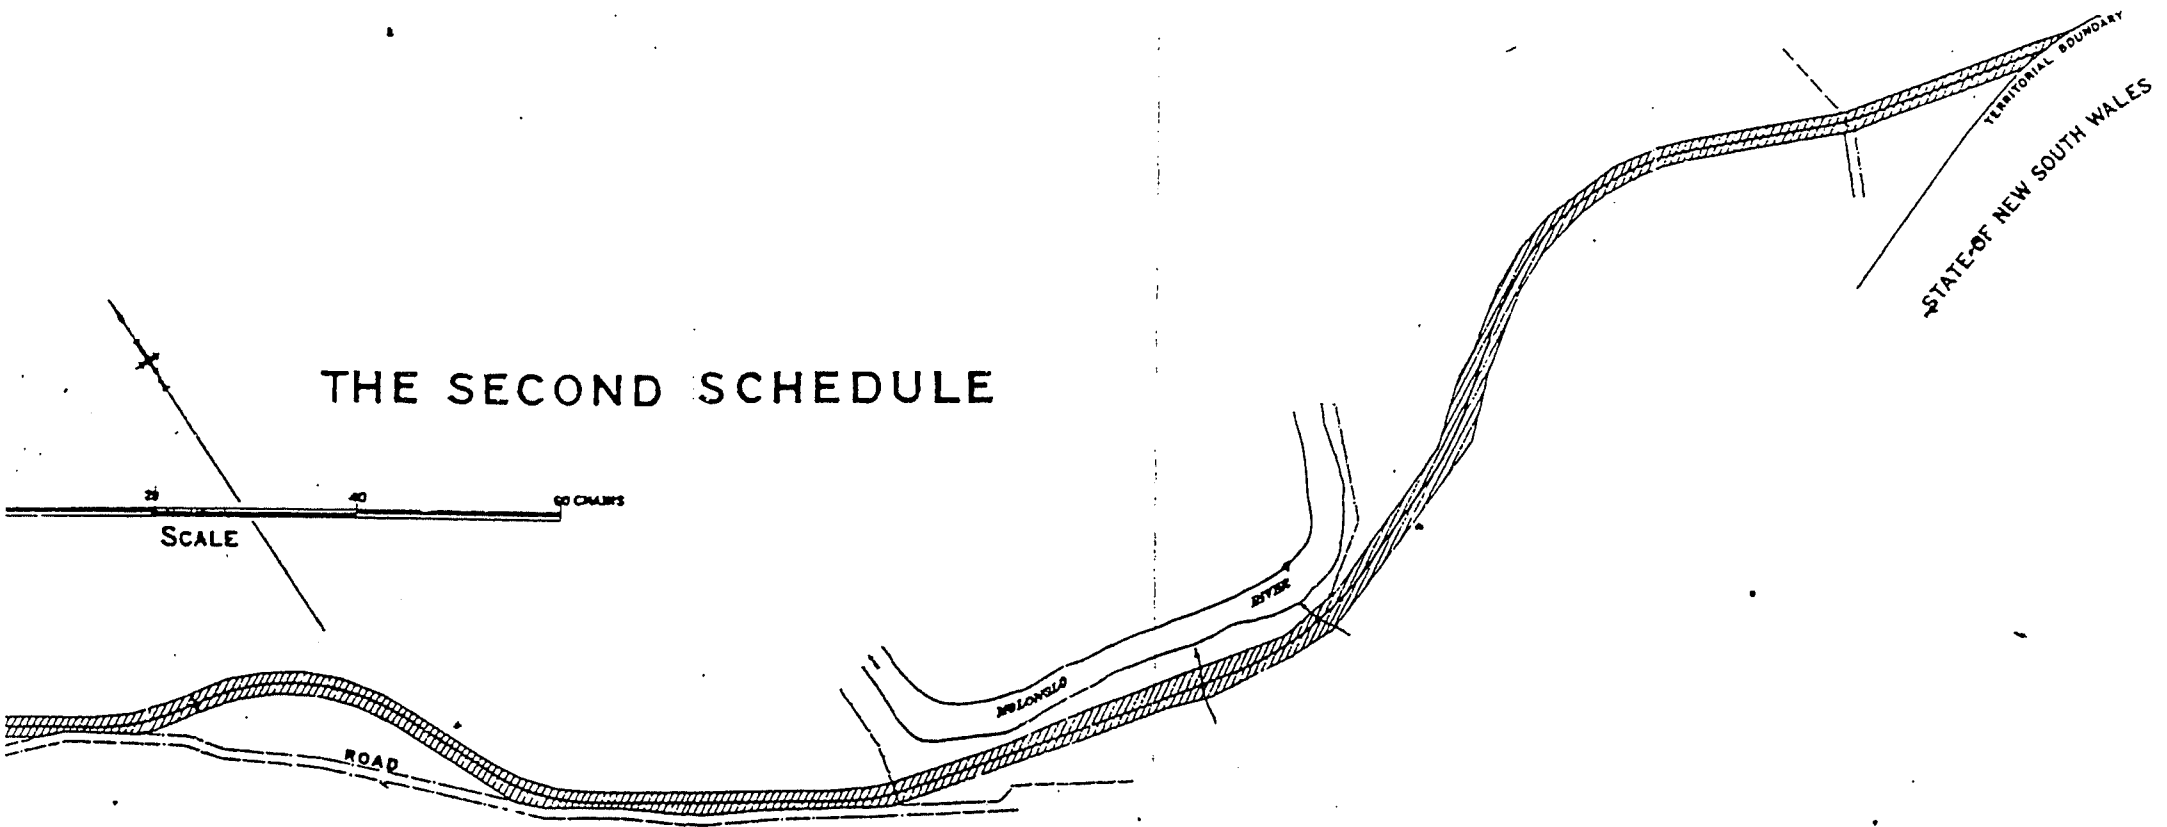 TERRITORIAL BOUNDARY
STATE OF NEW SOUTH WALES
THE SECOND SCHEDULE
20 40 60 CHAINS
SCALE
RIVER
MOLONGLO
ROAD